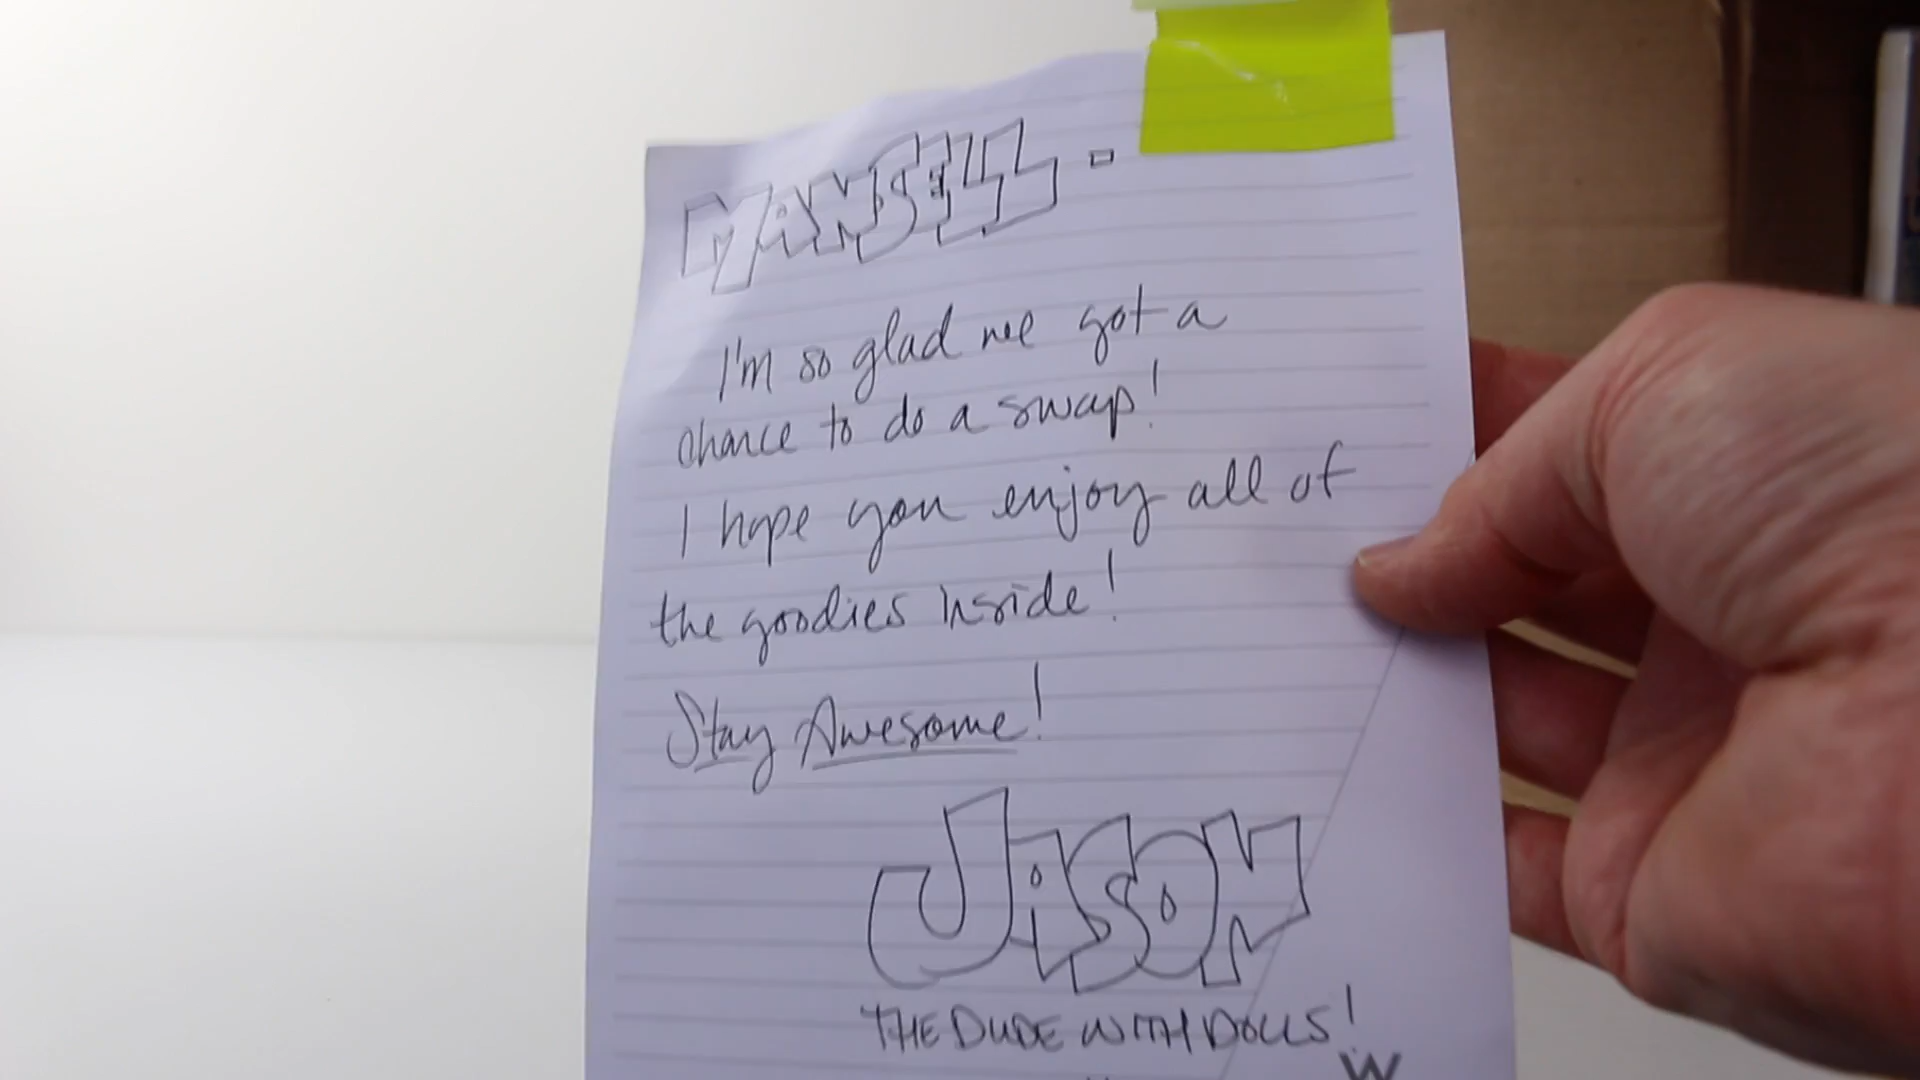 MANSELL -
I'm so glad we got a
chance to do a swap!
I hope you enjoy all of
the goodies inside!
Stay Awesome!
JASON
THE DUDE WITH DOLLS!
W